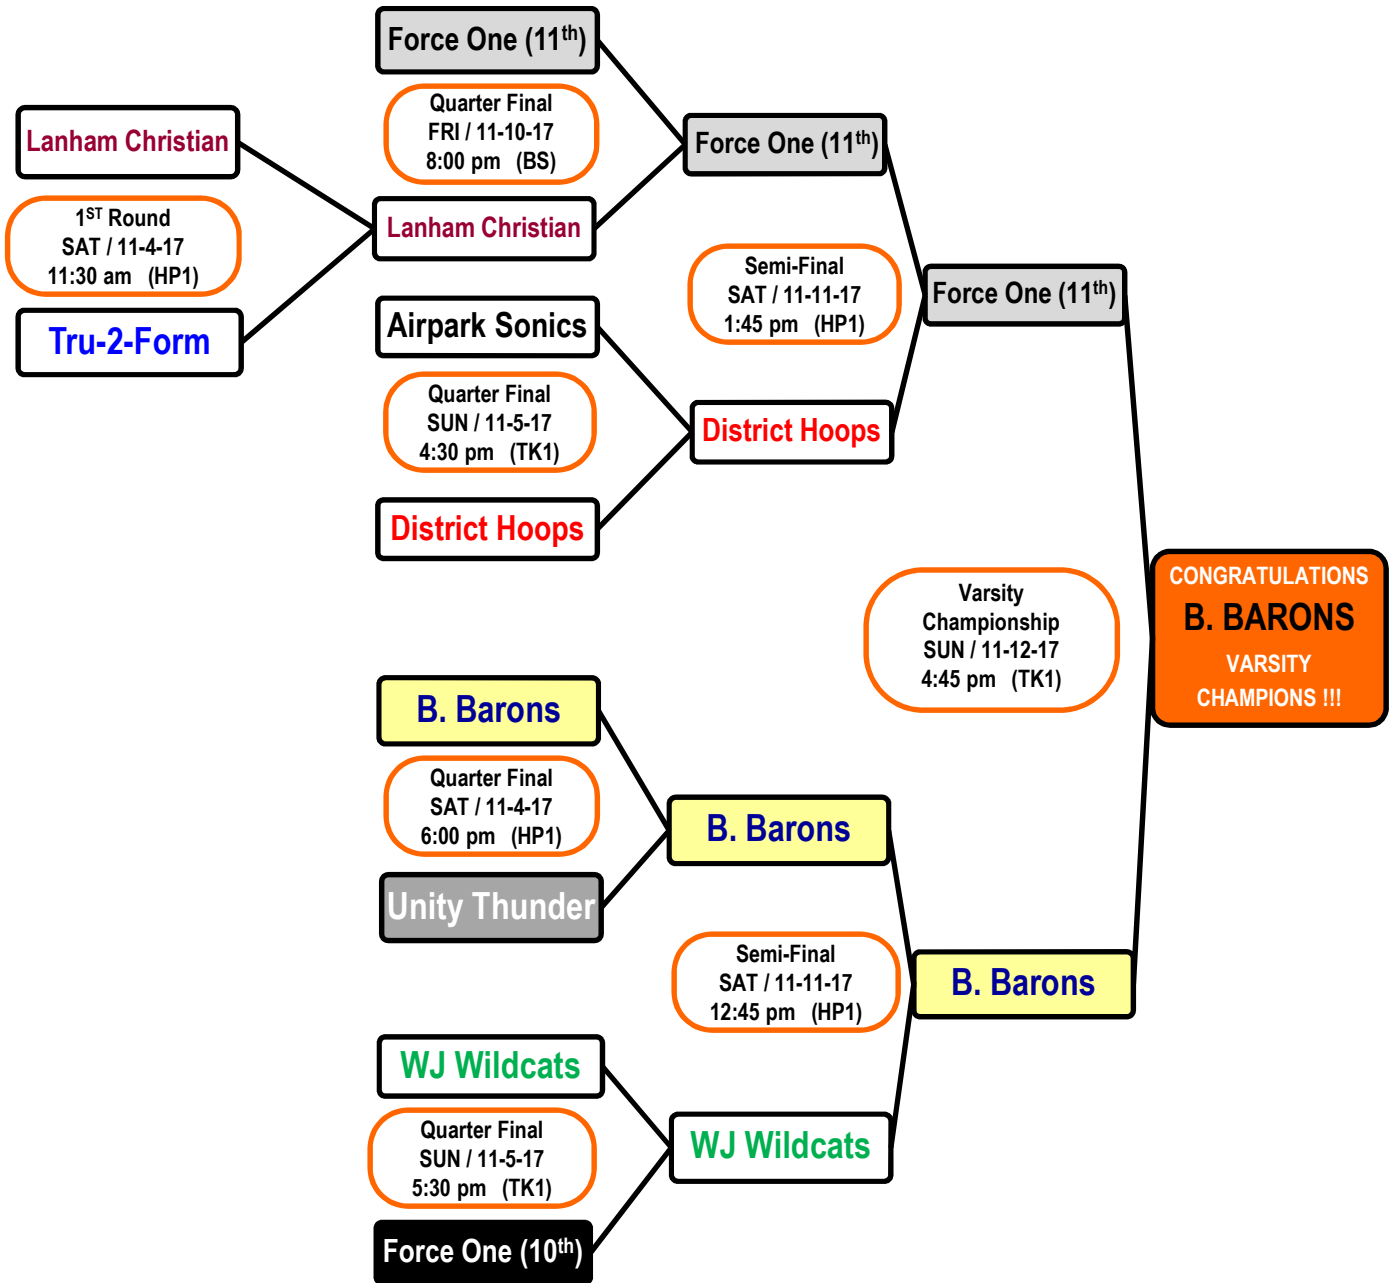 Force One (11th)
Quarter Final
FRI / 11-10-17
8:00 pm (BS)
Lanham Christian
Force One (11th)
1ST Round
SAT / 11-4-17
11:30 am (HP1)
Lanham Christian
Tru-2-Form
Semi-Final
SAT / 11-11-17
1:45 pm (HP1)
Force One (11th)
Airpark Sonics
Quarter Final
SUN / 11-5-17
4:30 pm (TK1)
District Hoops
District Hoops
Varsity
Championship
SUN / 11-12-17
4:45 pm (TK1)
CONGRATULATIONS
B. BARONS
VARSITY
CHAMPIONS !!!
B. Barons
Quarter Final
SAT / 11-4-17
6:00 pm (HP1)
B. Barons
Unity Thunder
Semi-Final
SAT / 11-11-17
12:45 pm (HP1)
B. Barons
WJ Wildcats
Quarter Final
SUN / 11-5-17
5:30 pm (TK1)
WJ Wildcats
Force One (10th)